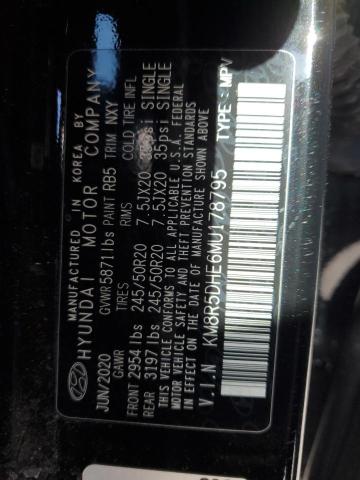 MANUFACTURED IN KOREA BY
HYUNDAI MOTOR COMPANY
JUN/2020 GVWR 5871lbs PAINT RB5 TRIM NXY
GAWR TIRES RIMS COLD TIRE INFL
FRONT 2954 lbs 245/50R20 7.5JX20 35psi SINGLE
REAR 3197 lbs 245/50R20 7.5JX20 35psi SINGLE
THIS VEHICLE CONFORMS TO ALL APPLICABLE U.S.A. FEDERAL
MOTOR VEHICLE SAFETY AND THEFT PREVENTION STANDARDS
IN EFFECT ON THE DATE OF MANUFACTURE SHOWN ABOVE
V.I.N: KM8R5DHE6MU178795 TYPE : MPV